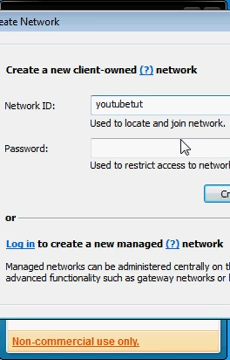 eate Network
Create a new client-owned (?) network
Network ID: youtubetut
Used to locate and join network.
Password:
Used to restrict access to network
Cr
or
Log in to create a new managed (?) network
Managed networks can be administered centrally on th
advanced functionality such as gateway networks or h
Non-commercial use only.